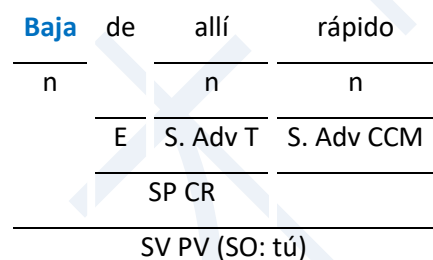 Baja de allí rápido
n n n
E S. Adv T S. Adv CCM
SP CR
SV PV (SO: tú)